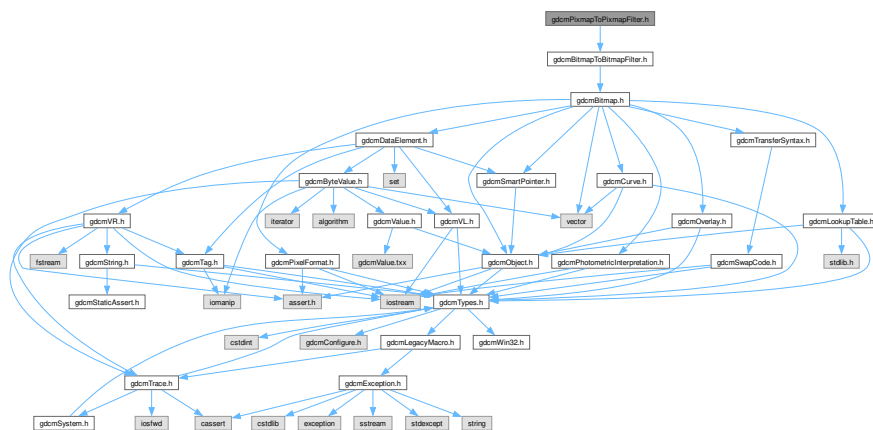 gdcmPixmapToPixmapFilter.h
gdcmBitmapToBitmapFilter.h
gdcmBitmap.h
gdcmDataElement.h
gdcmTransferSyntax.h
gdcmByteValue.h
set
gdcmSmartPointer.h
gdcmCurve.h
gdcmVR.h
iterator
algorithm
gdcmValue.h
gdcmVL.h
vector
gdcmOverlay.h
gdcmLookupTable.h
fstream
gdcmString.h
gdcmTag.h
gdcmPixelFormat.h
gdcmValue.txx
gdcmObject.h
gdcmPhotometricInterpretation.h
gdcmSwapCode.h
stdlib.h
gdcmStaticAssert.h
iomanip
assert.h
iostream
gdcmTypes.h
cstdint
gdcmConfigure.h
gdcmLegacyMacro.h
gdcmWin32.h
gdcmTrace.h
gdcmException.h
gdcmSystem.h
iosfwd
cassert
cstdlib
exception
sstream
stdexcept
string